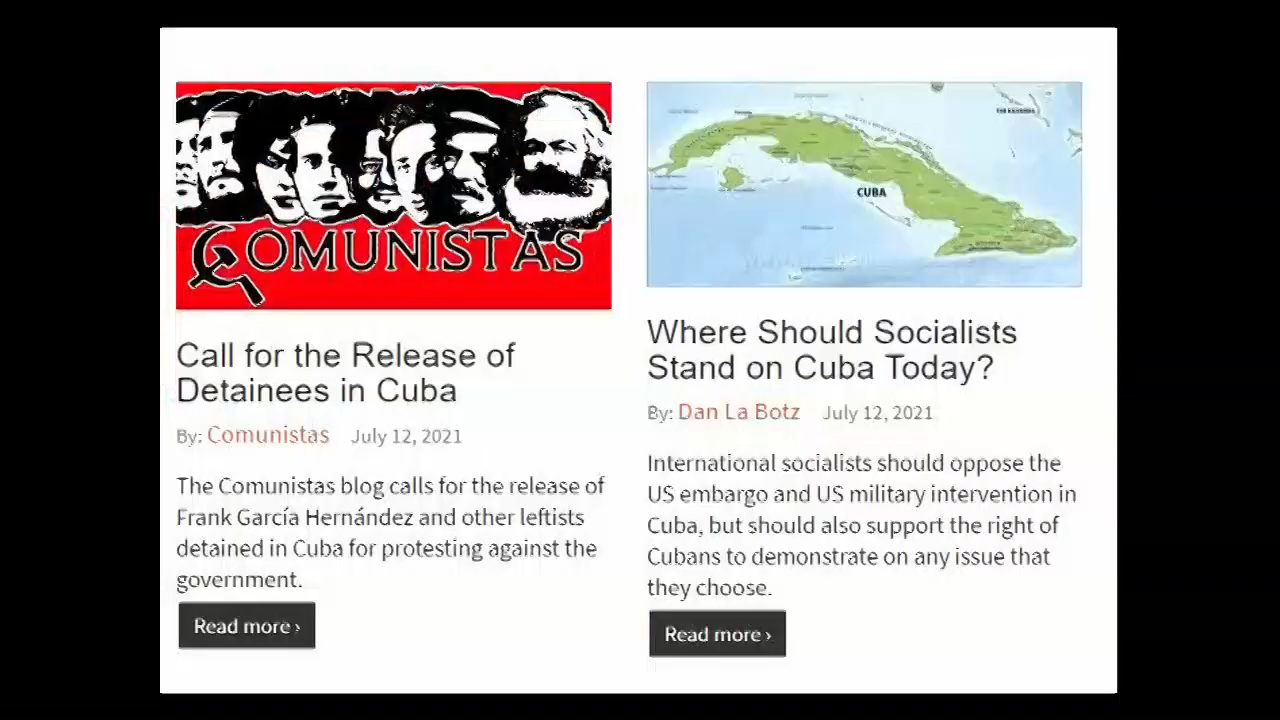 COMUNISTAS
Call for the Release of
Detainees in Cuba
By: Comunistas July 12, 2021
The Comunistas blog calls for the release of
Frank García Hernández and other leftists
detained in Cuba for protesting against the
government.
Read more ›
CUBA
Where Should Socialists
Stand on Cuba Today?
By: Dan La Botz July 12, 2021
International socialists should oppose the
US embargo and US military intervention in
Cuba, but should also support the right of
Cubans to demonstrate on any issue that
they choose.
Read more ›